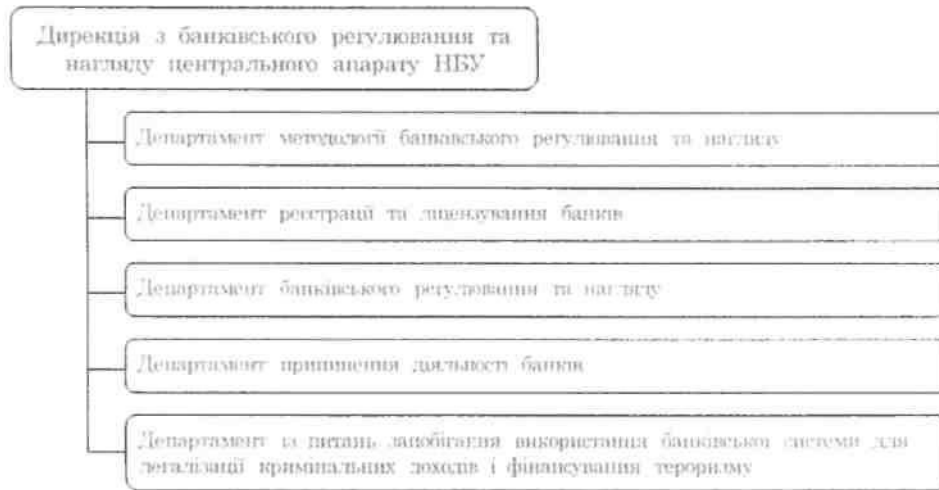 Дирекція з банківського регулювання та
нагляду центрального апарату НБУ
Департамент методології банкавського регулювання та нагляду
Департамент реєстрації та ліцензування банків
Департамент банківського регулювання та нагляду
Департамент припинення діяльності банків
Департамент із питань запобігання використання банківської системи для
легалізації кримінальних доходів і фінансування тероризму